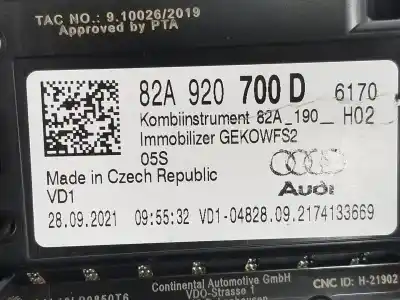 TAC NO.: 9.10026/2019
Approved by PTA
82A 920 700 D 6170
Kombiinstrument 82A_190__ H02
Immobilizer GEKOWFS2
05S
Made in Czech Republic
Audi
VD1
28.09.2021 09:55:32 VD1-04828.09.2174133669
Continental Automotive GmbH
CNC ID: H-21902
VDO-Strasse 1